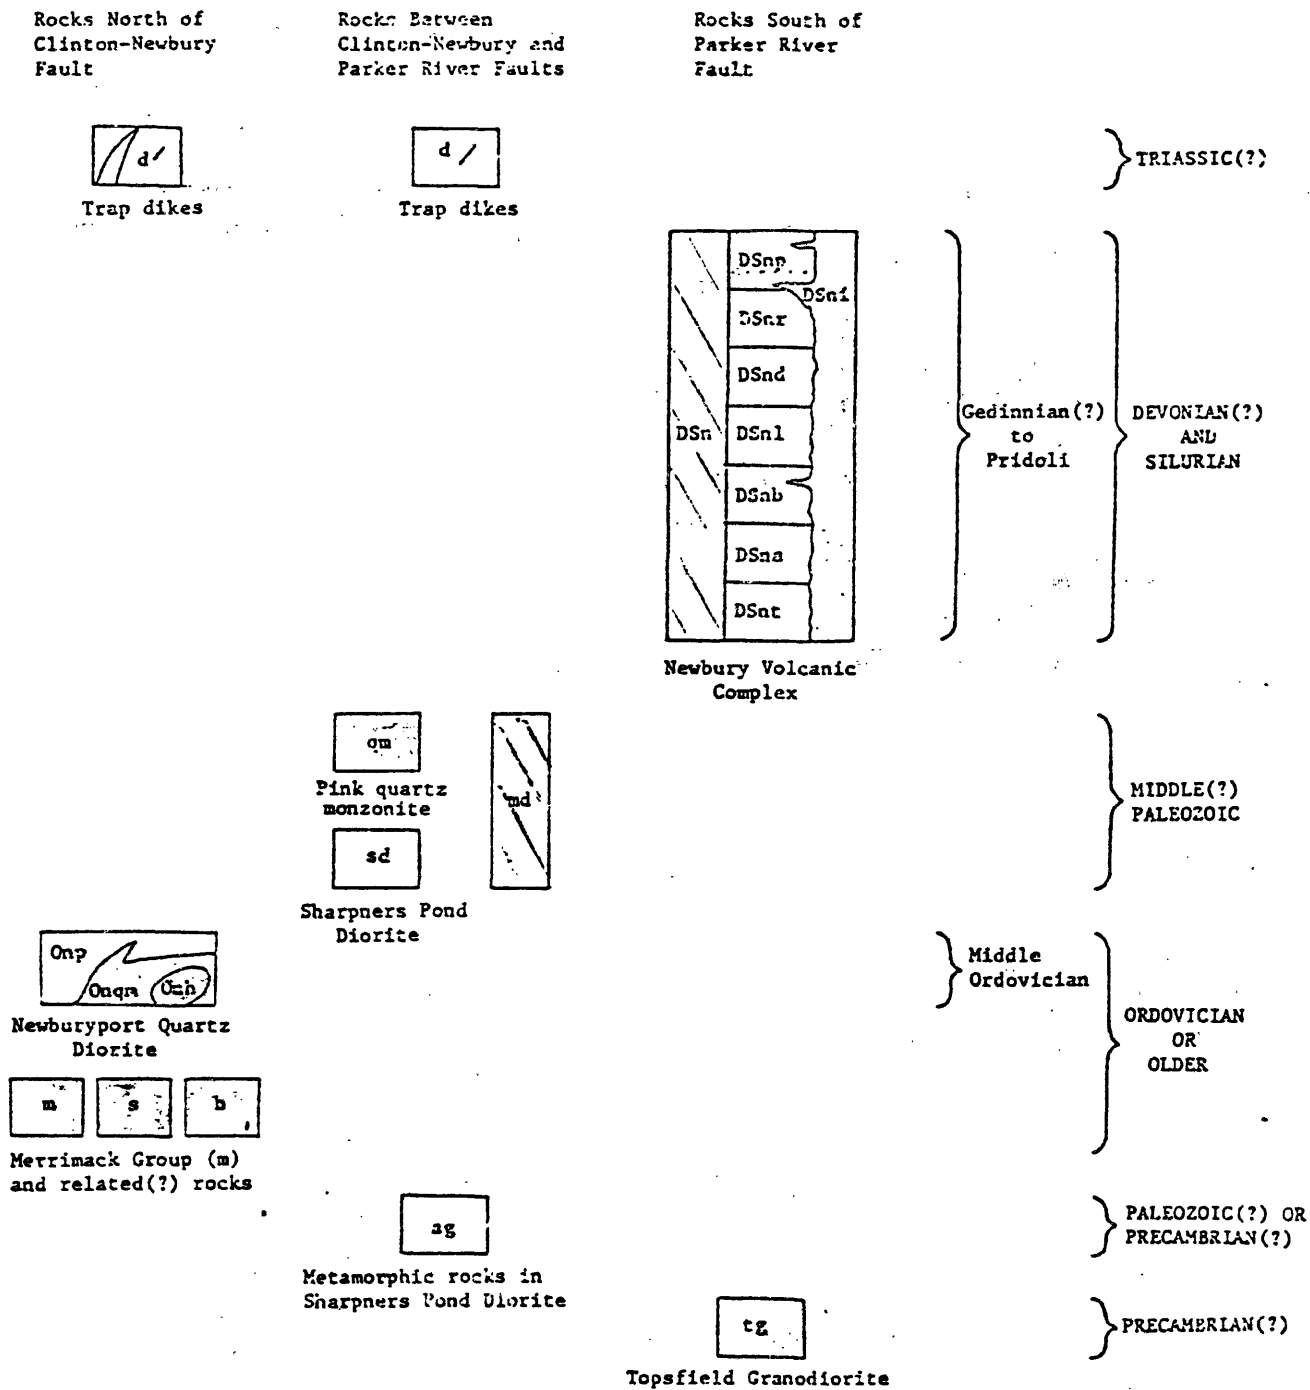 Rocks North of
Clinton-Newbury
Fault
Rocks Between
Clinton-Newbury and
Parker River Faults
Rocks South of
Parker River
Fault
d
Trap dikes
d
Trap dikes
TRIASSIC(?)
DSn
DSnp
DSni
DSnr
DSnd
DSnl
DSnb
DSna
DSnt
Newbury Volcanic
Complex
Gedinnian(?)
to
Pridoli
DEVONIAN(?)
AND
SILURIAN
qm
Pink quartz
monzonite
md
sd
Sharpners Pond
Diorite
MIDDLE(?)
PALEOZOIC
Onp
Onqm
Newburyport Quartz
Diorite
Middle
Ordovician
ORDOVICIAN
OR
OLDER
m
s
b
Merrimack Group (m)
and related(?) rocks
ag
Metamorphic rocks in
Sharpners Pond Diorite
PALEOZOIC(?) OR
PRECAMBRIAN(?)
tg
Topsfield Granodiorite
PRECAMBRIAN(?)